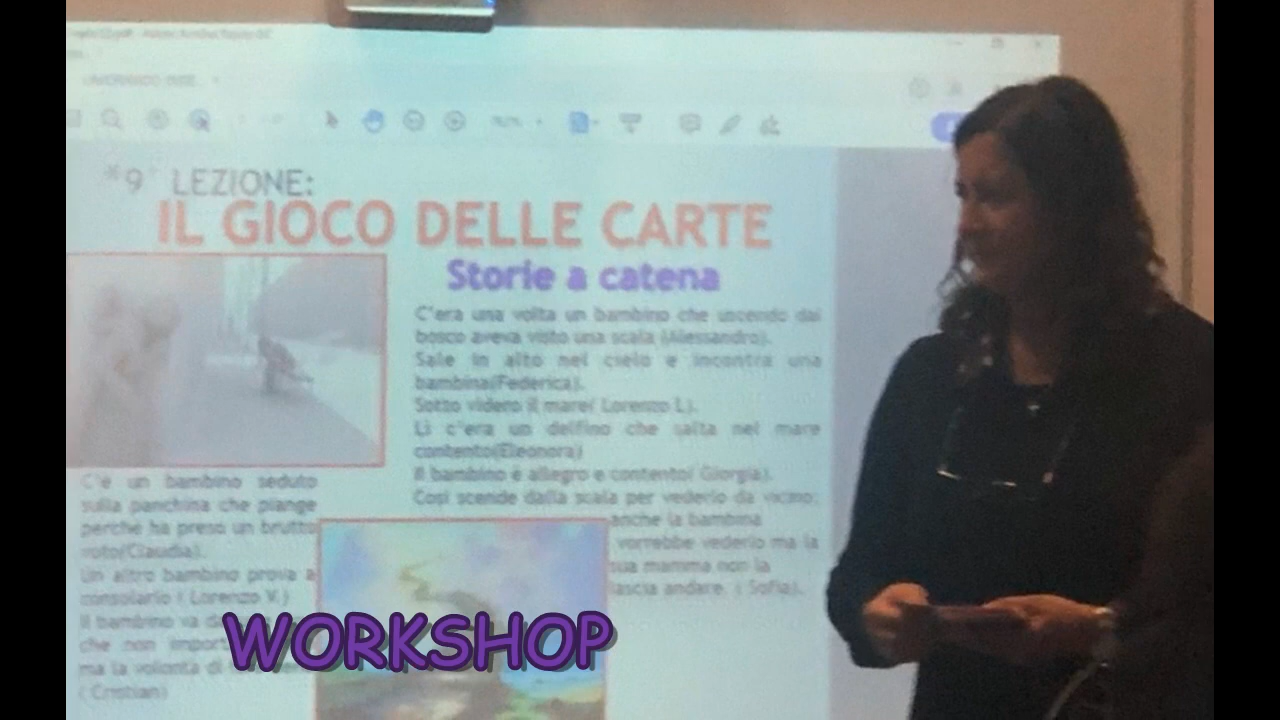 *9° LEZIONE:
IL GIOCO DELLE CARTE
Storie a catena
C'era una volta un bambino che uscendo dal
bosco aveva visto una scala (Alessandro).
Sale in alto nel cielo e incontra una
bambina(Federica).
Sotto videro il mare( Lorenzo L).
Lì c'era un delfino che salta nel mare
contento(Eleonora)
Il bambino è allegro e contento( Giorgia).
Così scende dalla scala per vederlo da vicino:
anche la bambina
vorrebbe vederlo ma la
sua mamma non la
lascia andare. ( Sofia).
C'è un bambino seduto
sulla panchina che piange
perché ha preso un brutto
voto(Claudia).
Un altro bambino prova a
consolarlo ( Lorenzo V.)
Il bambino va
che non
ma la volontà di
( Cristian)
WORKSHOP